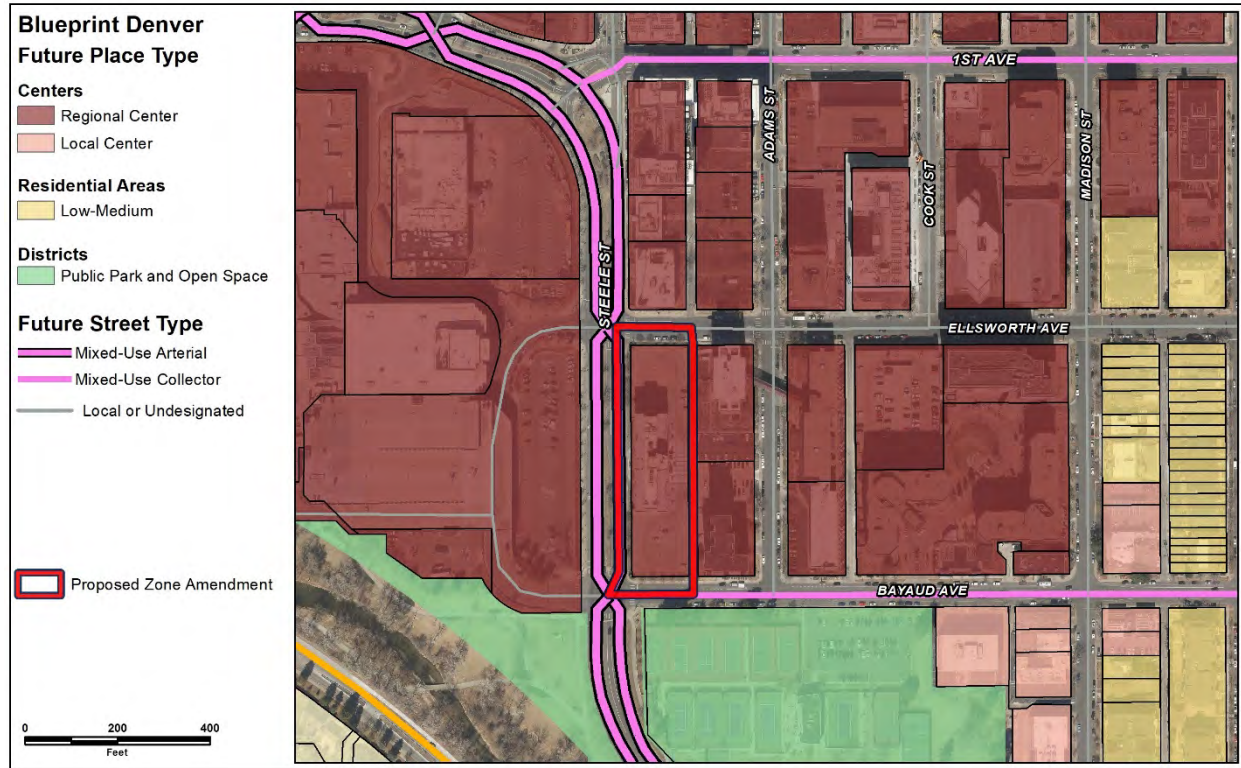 Blueprint Denver
Future Place Type
Centers
Regional Center
Local Center
Residential Areas
Low-Medium
Districts
Public Park and Open Space
Future Street Type
Mixed-Use Arterial
Mixed-Use Collector
Local or Undesignated
Proposed Zone Amendment
0 200 400
Feet
1ST AVE
ADAMS ST
COOK ST
MADISON ST
STEELE ST
ELLSWORTH AVE
BAYAUD AVE